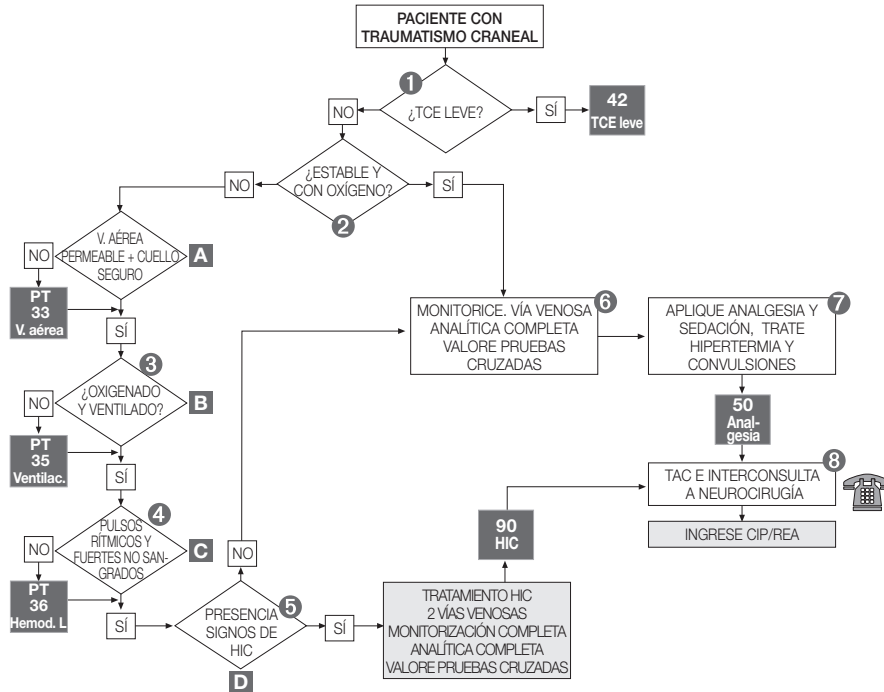 PACIENTE CON
TRAUMATISMO CRANEAL
1
¿TCE LEVE?
NO
SÍ
42
TCE leve
¿ESTABLE Y
CON OXÍGENO?
2
NO
SÍ
V. AÉREA
PERMEABLE + CUELLO
SEGURO
A
NO
PT
33
V. aérea
SÍ
3
¿OXIGENADO
Y VENTILADO?
B
NO
PT
35
Ventilac.
SÍ
4
PULSOS
RÍTMICOS Y
FUERTES NO SAN-
GRADOS
C
NO
PT
36
Hemod. L
SÍ
5
PRESENCIA
SIGNOS DE
HIC
D
NO
SÍ
6
MONITORICE. VÍA VENOSA
ANALÍTICA COMPLETA
VALORE PRUEBAS
CRUZADAS
7
APLIQUE ANALGESIA Y
SEDACIÓN, TRATE
HIPERTERMIA Y
CONVULSIONES
50
Anal-
gesia
8
TAC E INTERCONSULTA
A NEUROCIRUGÍA
INGRESE CIP/REA
90
HIC
TRATAMIENTO HIC
2 VÍAS VENOSAS
MONITORIZACIÓN COMPLETA
ANALÍTICA COMPLETA
VALORE PRUEBAS CRUZADAS